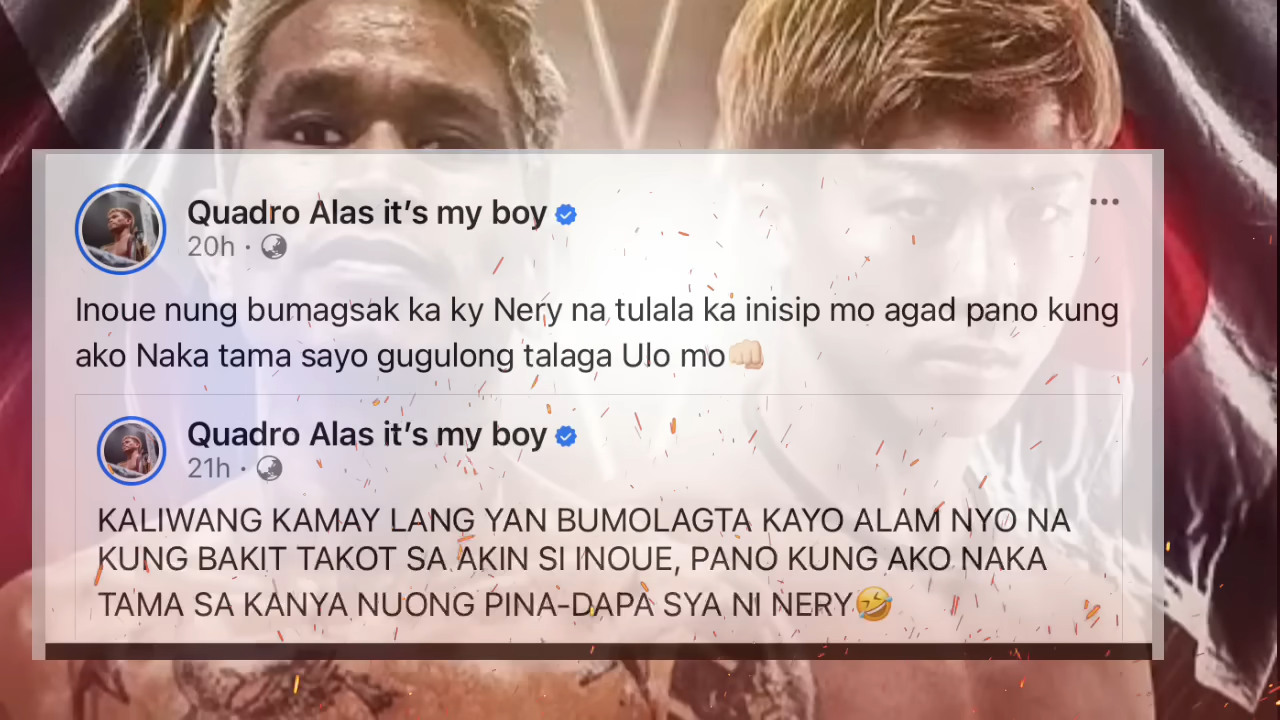 Quadro Alas it's my boy
20h ·
Inoue nung bumagsak ka ky Nery na tulala ka inisip mo agad pano kung
ako Naka tama sayo gugulong talaga Ulo mo👊🏼
Quadro Alas it's my boy
21h ·
KALIWANG KAMAY LANG YAN BUMOLAGTA KAYO ALAM NYO NA
KUNG BAKIT TAKOT SA AKIN SI INOUE, PANO KUNG AKO NAKA
TAMA SA KANYA NUONG PINA-DAPA SYA NI NERY🤣